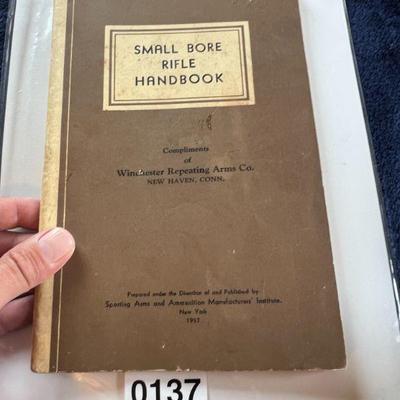 SMALL BORE
RIFLE
HANDBOOK
Compliments
of
Winchester Repeating Arms Co.
NEW HAVEN, CONN.
Prepared under the Direction of and Published by
Sporting Arms and Ammunition Manufacturers' Institute.
New York
0137